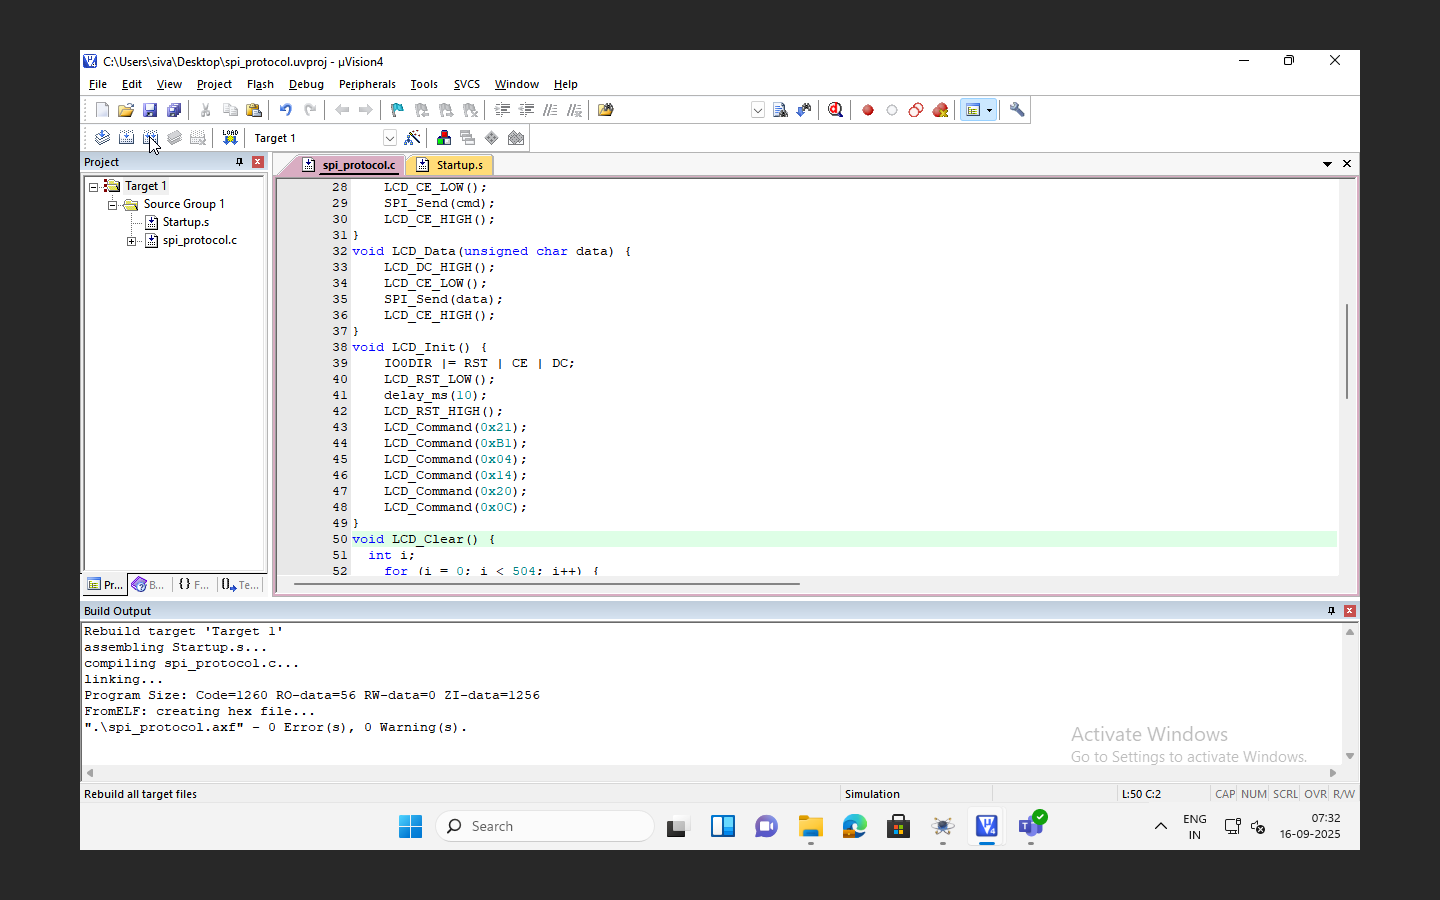 C:\Users\siva\Desktop\spi_protocol.uvproj - µVision4
File Edit View Project Flash Debug Peripherals Tools SVCS Window Help
LOAD Target 1
Project
spi_protocol.c Startup.s
Target 1
Source Group 1
Startup.s
spi_protocol.c
28 LCD_CE_LOW();
29 SPI_Send(cmd);
30 LCD_CE_HIGH();
31 }
32 void LCD_Data(unsigned char data) {
33 LCD_DC_HIGH();
34 LCD_CE_LOW();
35 SPI_Send(data);
36 LCD_CE_HIGH();
37 }
38 void LCD_Init() {
39 IO0DIR |= RST | CE | DC;
40 LCD_RST_LOW();
41 delay_ms(10);
42 LCD_RST_HIGH();
43 LCD_Command(0x21);
44 LCD_Command(0xB1);
45 LCD_Command(0x04);
46 LCD_Command(0x14);
47 LCD_Command(0x20);
48 LCD_Command(0x0C);
49 }
50 void LCD_Clear() {
51 int i;
52 for (i = 0; i < 504; i++) {
Pr... B... {} F... Te...
Build Output
Rebuild target 'Target 1'
assembling Startup.s...
compiling spi_protocol.c...
linking...
Program Size: Code=1260 RO-data=56 RW-data=0 ZI-data=1256
FromELF: creating hex file...
".\spi_protocol.axf" - 0 Error(s), 0 Warning(s).
Activate Windows
Go to Settings to activate Windows.
Rebuild all target files Simulation L:50 C:2 CAP NUM SCRL OVR R/W
Search
ENG
IN
07:32
16-09-2025